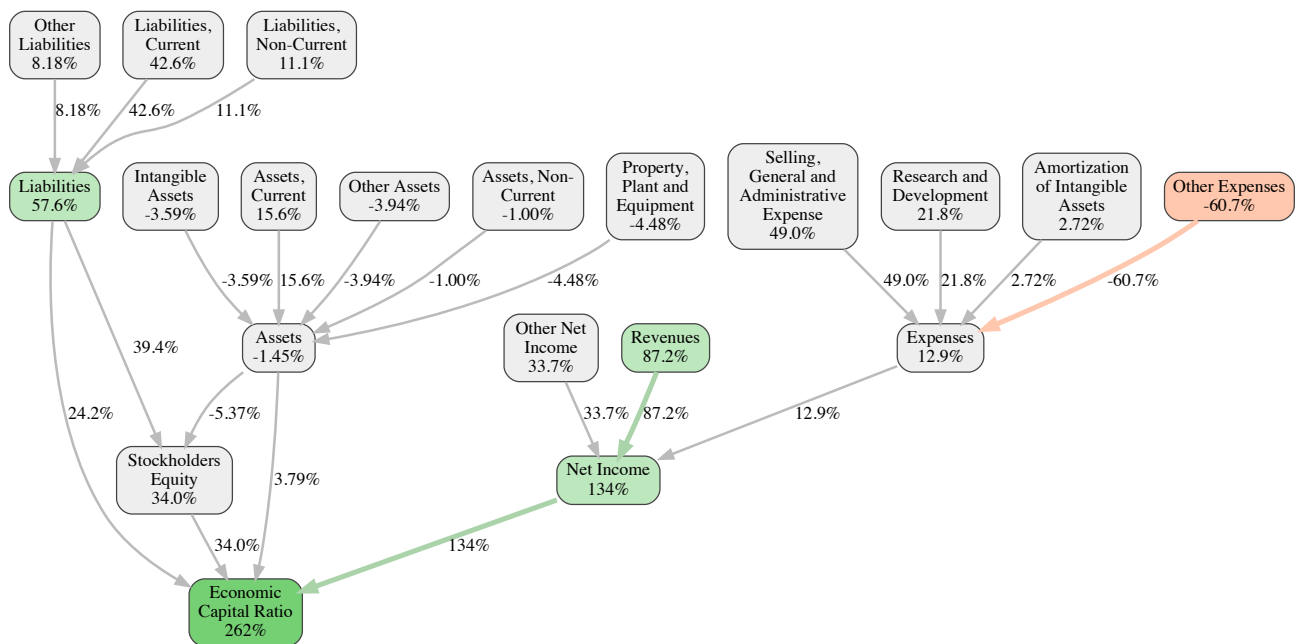 Other
Liabilities
8.18%
Liabilities,
Current
42.6%
Liabilities,
Non-Current
11.1%
8.18%
42.6%
11.1%
Liabilities
57.6%
Intangible
Assets
-3.59%
Assets,
Current
15.6%
Other Assets
-3.94%
Assets, Non-
Current
-1.00%
Property,
Plant and
Equipment
-4.48%
Selling,
General and
Administrative
Expense
49.0%
Research and
Development
21.8%
Amortization
of Intangible
Assets
2.72%
Other Expenses
-60.7%
-3.59%
15.6%
-3.94%
-1.00%
-4.48%
49.0%
21.8%
2.72%
-60.7%
39.4%
Assets
-1.45%
Other Net
Income
33.7%
Revenues
87.2%
Expenses
12.9%
24.2%
-5.37%
33.7%
87.2%
12.9%
Stockholders
Equity
34.0%
3.79%
Net Income
134%
34.0%
134%
Economic
Capital Ratio
262%